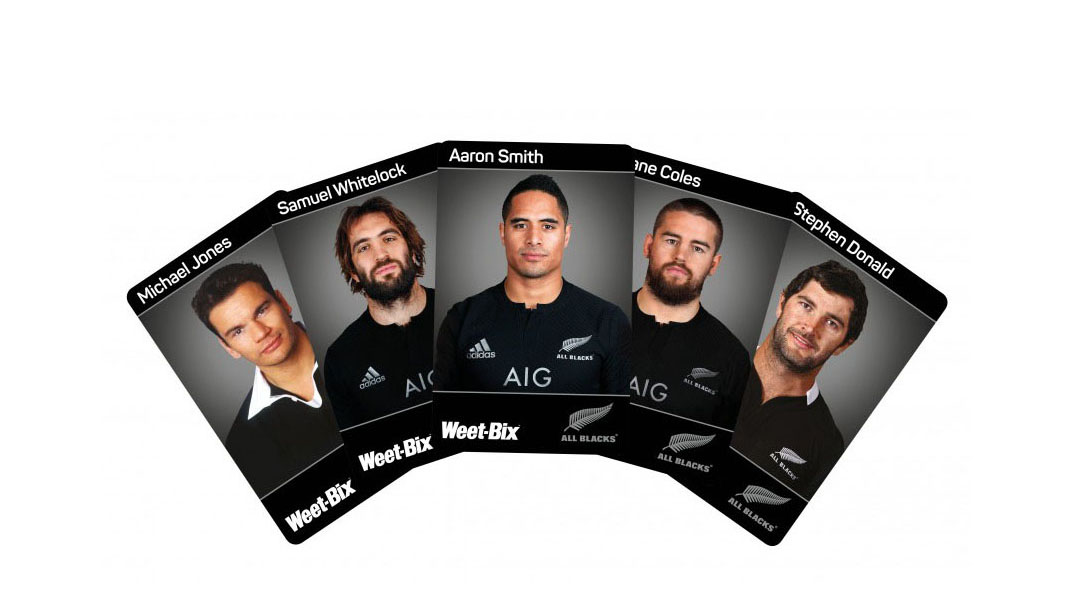 Michael Jones
Weet-Bix
Samuel Whitelock
adidas
AIG
Weet-Bix
Aaron Smith
adidas
ALL BLACKS
AIG
Weet-Bix
ALL BLACKS
ane Coles
ALL BLACKS
AIG
ALL BLACKS
Stephen Donald
ALL BLACKS
ALL BLACKS